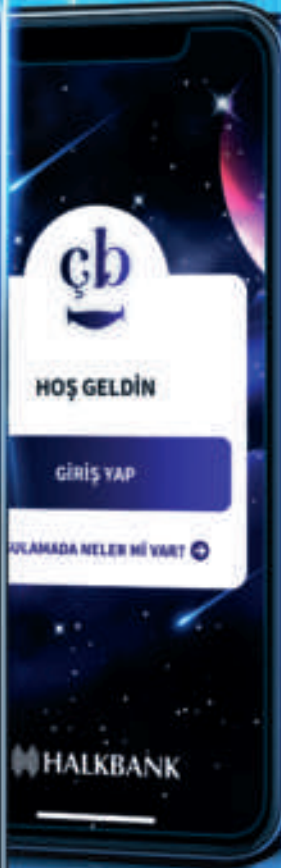 çb
HOŞ GELDİN
GİRİŞ YAP
ULAMADA NELER Mİ VAR?
HALKBANK